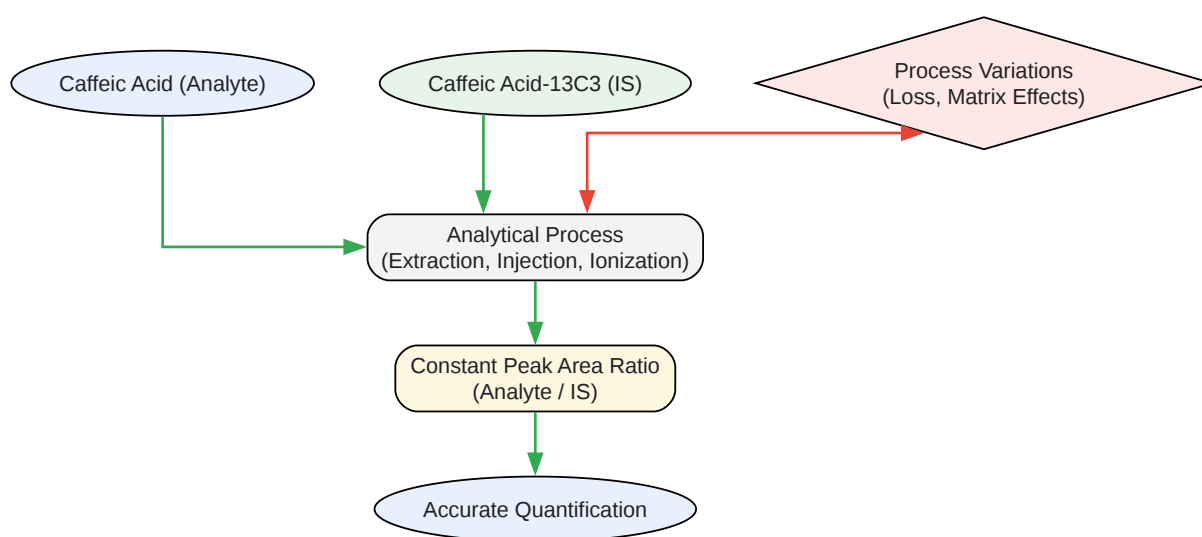 Caffeic Acid (Analyte)
Caffeic Acid-13C3 (IS)
Process Variations
(Loss, Matrix Effects)
Analytical Process
(Extraction, Injection, Ionization)
Constant Peak Area Ratio
(Analyte / IS)
Accurate Quantification